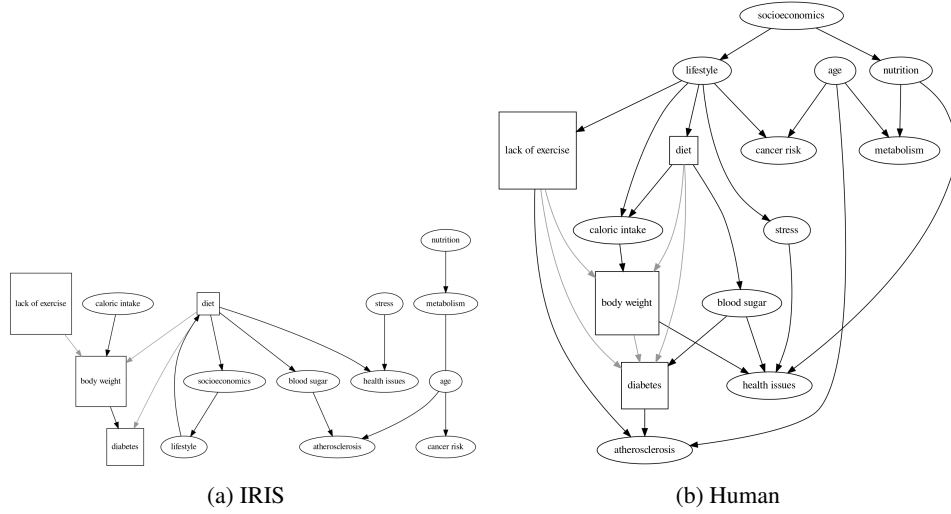 nutrition
lack of exercise
caloric intake
diet
stress
metabolism
body weight
socioeconomics
blood sugar
health issues
age
diabetes
lifestyle
atherosclerosis
cancer risk
(a) IRIS
socioeconomics
lifestyle
age
nutrition
lack of exercise
diet
cancer risk
metabolism
caloric intake
stress
body weight
blood sugar
diabetes
health issues
atherosclerosis
(b) Human